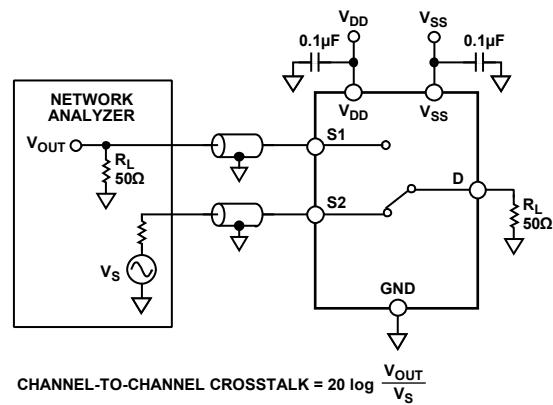 VDD
VSS
0.1µF
0.1µF
VDD
VSS
NETWORK
ANALYZER
VOUT
RL
50Ω
S1
S2
D
RL
50Ω
VS
GND
CHANNEL-TO-CHANNEL CROSSTALK = 20 log VOUT
VS